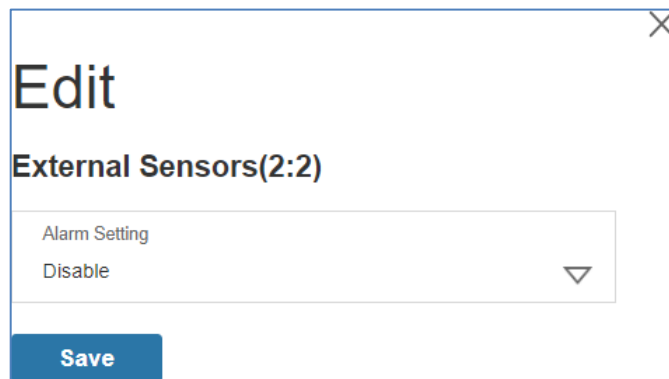 Edit
External Sensors(2:2)
Alarm Setting
Disable
Save